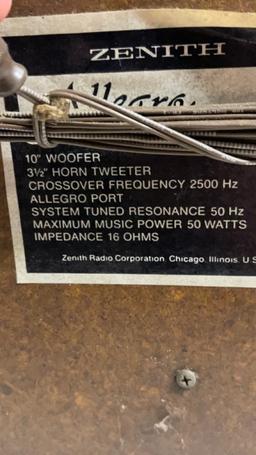 ZENITH
Allegro
10" WOOFER
3½" HORN TWEETER
CROSSOVER FREQUENCY 2500 Hz
ALLEGRO PORT
SYSTEM TUNED RESONANCE 50 Hz
MAXIMUM MUSIC POWER 50 WATTS
IMPEDANCE 16 OHMS
Zenith Radio Corporation, Chicago, Illinois, U.S